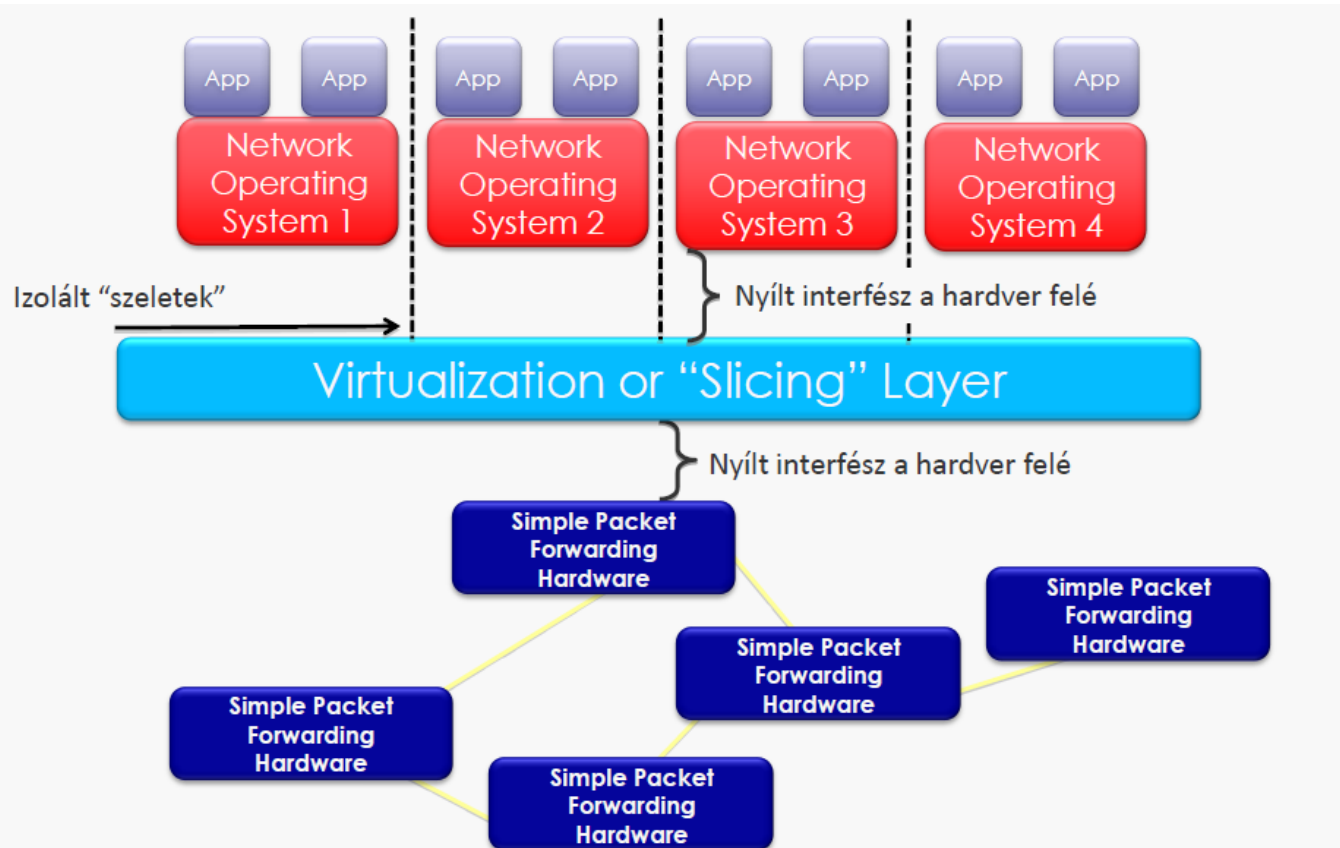 App App App App App App App App
Network
Operating
System 1
Network
Operating
System 2
Network
Operating
System 3
Network
Operating
System 4
Izolált “szeletek”
Nyílt interfész a hardver felé
Virtualization or “Slicing” Layer
Nyílt interfész a hardver felé
Simple Packet
Forwarding
Hardware
Simple Packet
Forwarding
Hardware
Simple Packet
Forwarding
Hardware
Simple Packet
Forwarding
Hardware
Simple Packet
Forwarding
Hardware